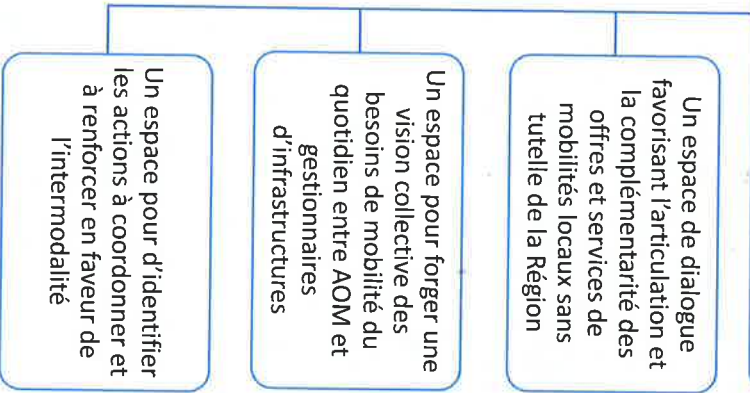 Un espace de dialogue
favorisant l'articulation et
la complémentarité des
offres et services de
mobilités locaux sans
tutelle de la Région
Un espace pour forger une
vision collective des
besoins de mobilité du
quotidien entre AOM et
gestionnaires
d'infrastructures
Un espace pour d'identifier
les actions à coordonner et
à renforcer en faveur de
l'intermodalité